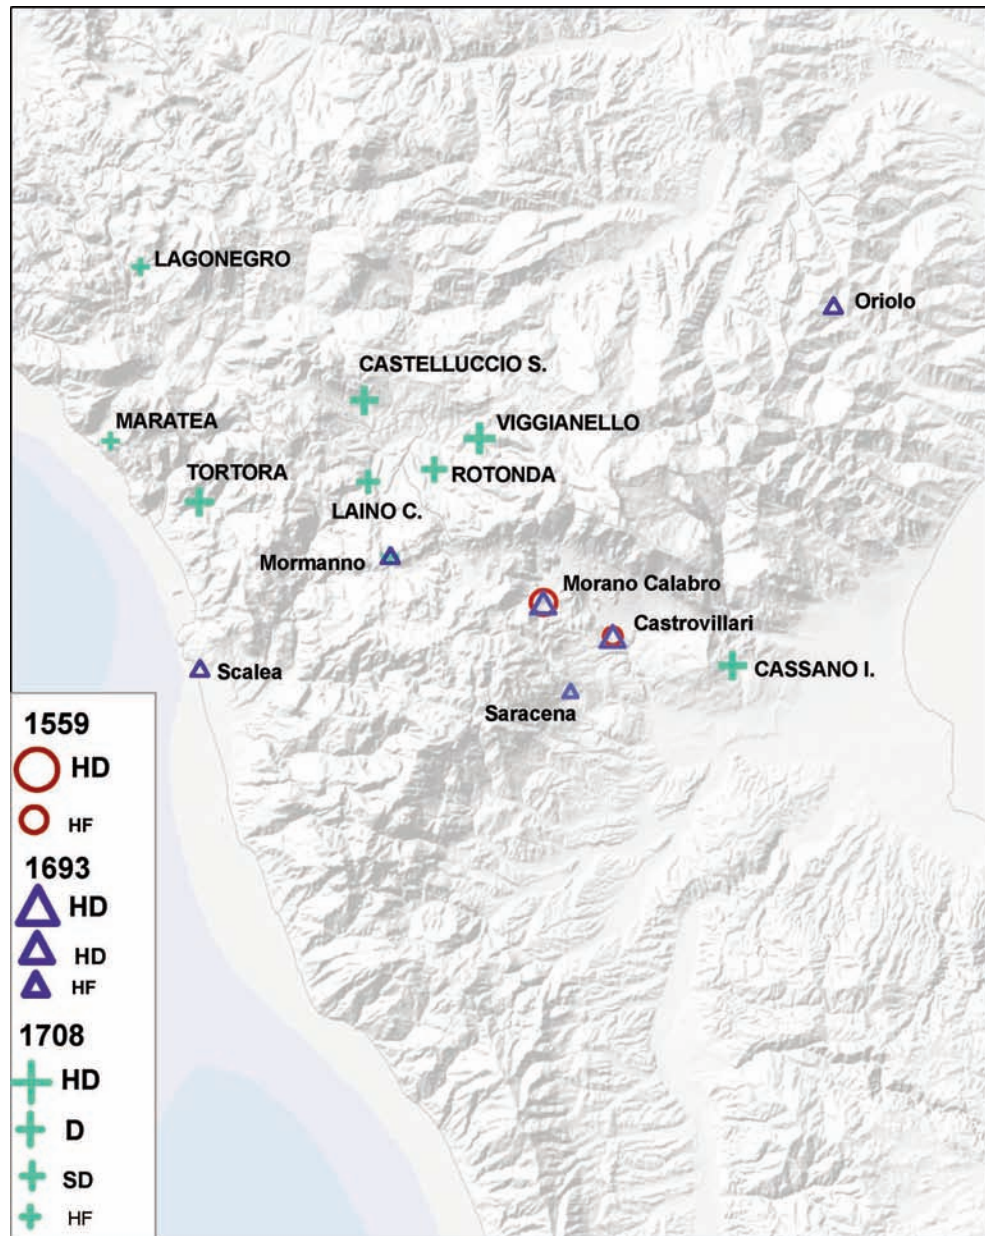 LAGONEGRO
Oriolo
CASTELLUCCIO S.
MARATEA
VIGGIANELLO
TORTORA
ROTONDA
LAINO C.
Mormanno
Morano Calabro
Castrovillari
Scalea
CASSANO I.
Saracena
1559
HD
HF
1693
HD
HD
HF
1708
HD
D
SD
HF